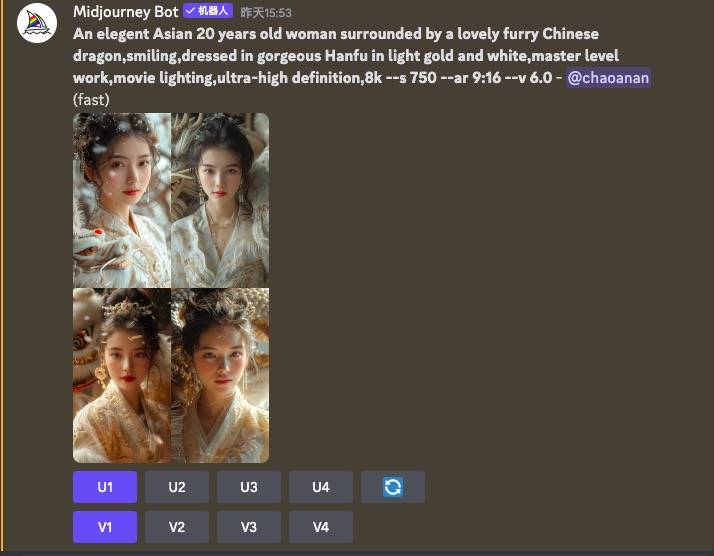 Midjourney Bot ✓ 机器人 昨天15:53
An elegent Asian 20 years old woman surrounded by a lovely furry Chinese
dragon,smiling,dressed in gorgeous Hanfu in light gold and white,master level
work,movie lighting,ultra-high definition,8k --s 750 --ar 9:16 --v 6.0 - @chaoanan
(fast)
U1 U2 U3 U4
V1 V2 V3 V4